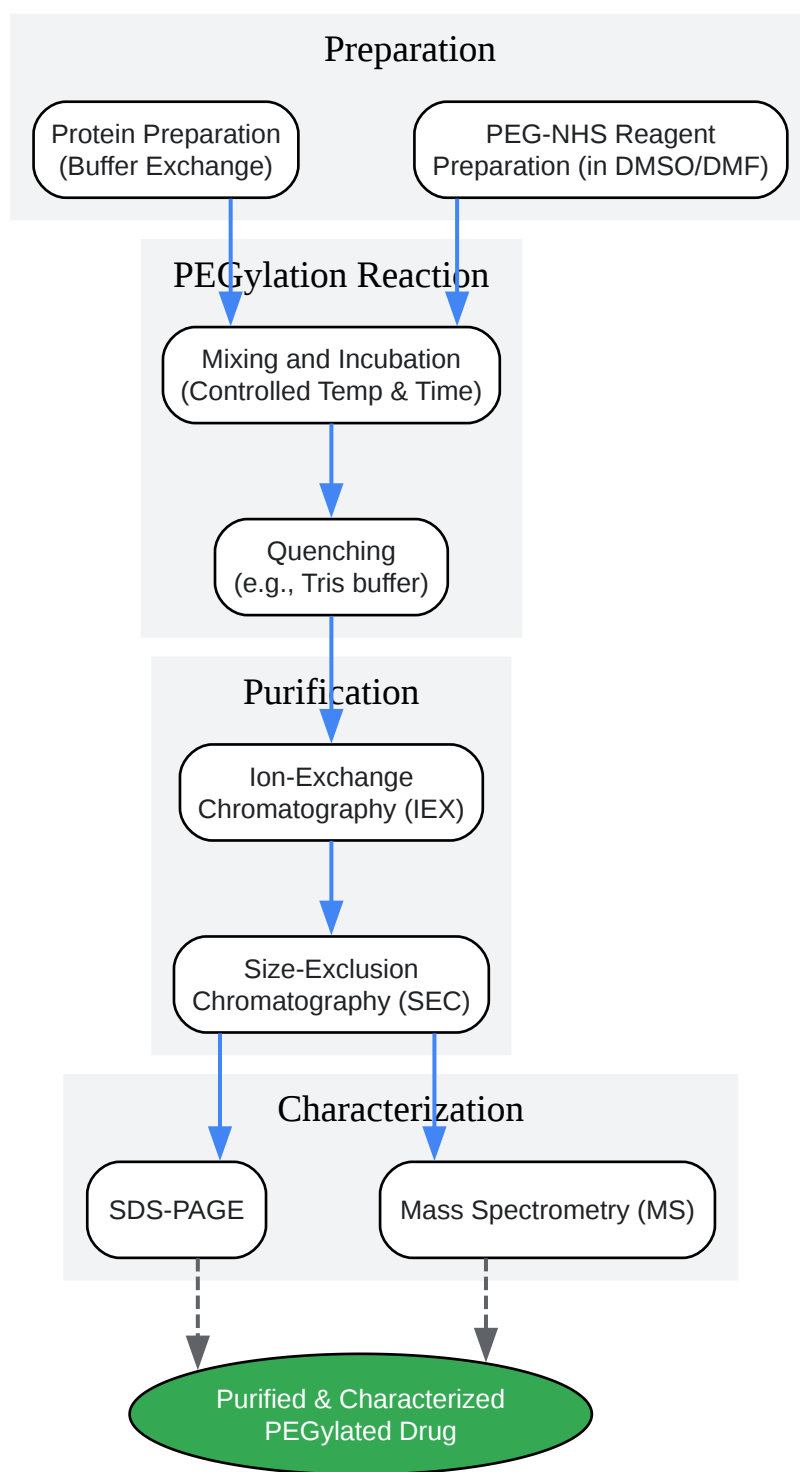 Preparation
Protein Preparation
(Buffer Exchange)
PEG-NHS Reagent
Preparation (in DMSO/DMF)
PEGylation Reaction
Mixing and Incubation
(Controlled Temp & Time)
Quenching
(e.g., Tris buffer)
Purification
Ion-Exchange
Chromatography (IEX)
Size-Exclusion
Chromatography (SEC)
Characterization
SDS-PAGE
Mass Spectrometry (MS)
Purified & Characterized
PEGylated Drug